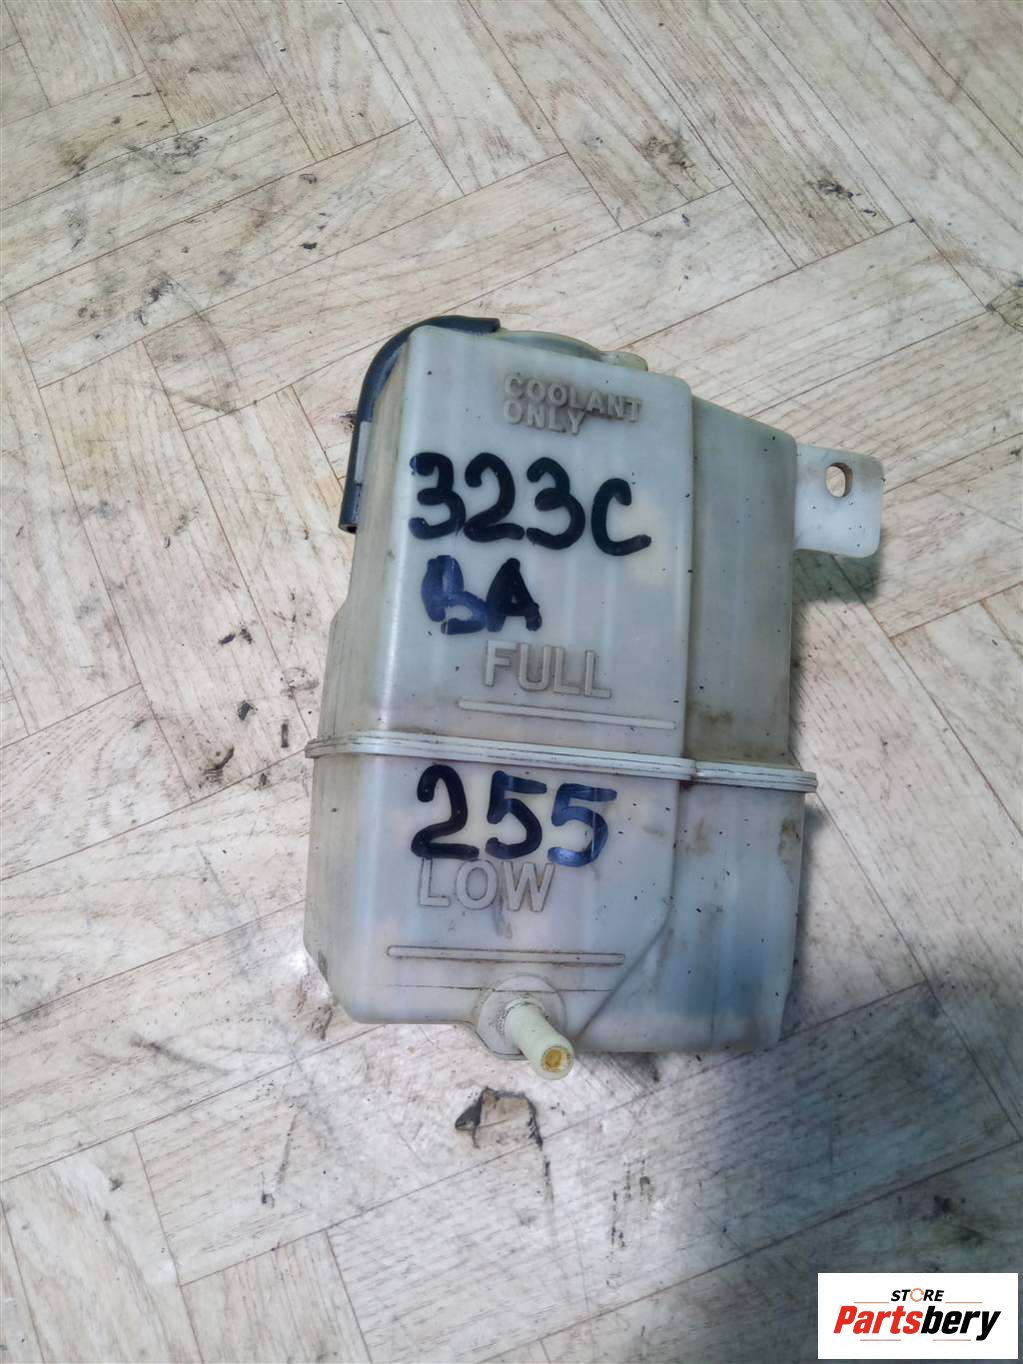 COOLANT
ONLY
323C
BA
FULL
255
LOW
STORE
Partsbery